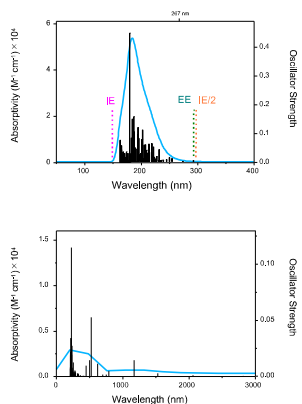 267 nm
Absorptivity (M⁻¹ cm⁻¹) × 10⁴
6
4
2
0
IE
EE
IE/2
0.4
0.3
0.2
0.1
0.0
Oscillator Strength
100
200
300
400
Wavelength (nm)
Absorptivity (M⁻¹ cm⁻¹) × 10⁴
1.5
1.0
0.5
0.0
0.10
0.05
0.00
Oscillator Strength
0
1000
2000
3000
Wavelength (nm)